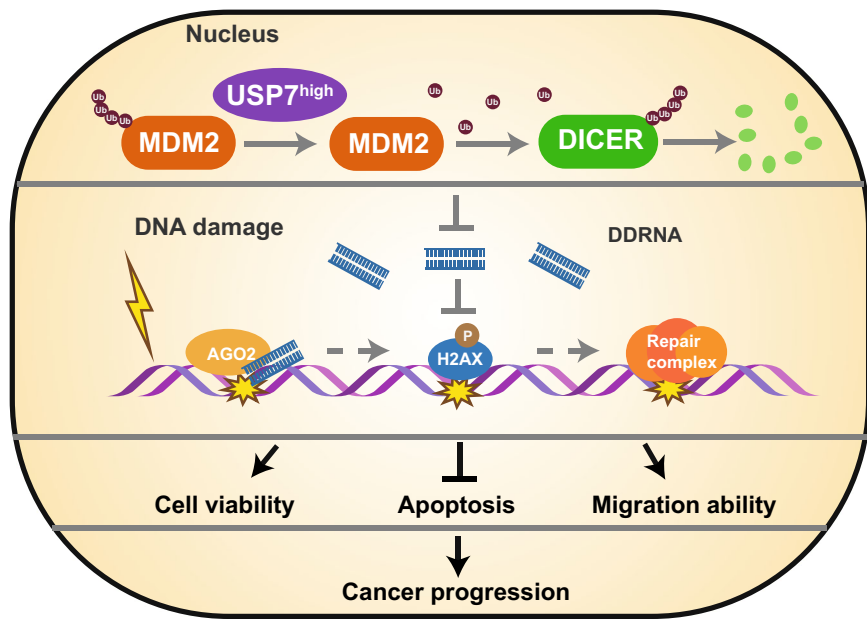 Nucleus
USP7high
Ub
Ub
Ub
Ub
Ub
Ub
Ub
Ub
Ub
Ub
Ub
Ub
MDM2
MDM2
DICER
DNA damage
DDRNA
P
AGO2
H2AX
Repair
complex
Cell viability
Apoptosis
Migration ability
Cancer progression